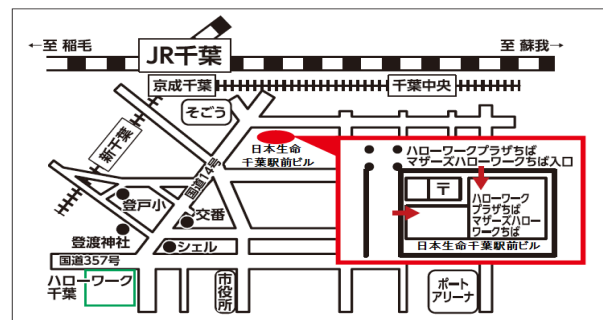 ←至 稲毛
至 蘇我→
JR千葉
京成千葉
千葉中央
そごう
新千葉
日本生命
千葉駅前ビル
国道14号
ハローワークプラザちば
マザーズハローワークちば入口
〒
ハローワーク
プラザちば
マザーズハロー
ワークちば
日本生命千葉駅前ビル
登戸小
交番
登渡神社
シェル
国道357号
ハローワーク
千葉
市役所
ポート
アリーナ